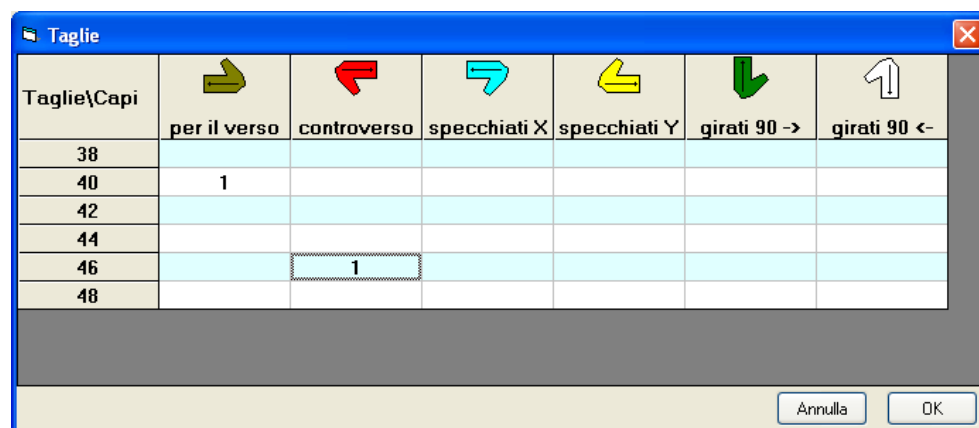 Taglie
Taglie\Capi
per il verso controverso specchiati X specchiati Y girati 90 -> girati 90 <-
38
40 1
42
44
46 1
48
Annulla OK